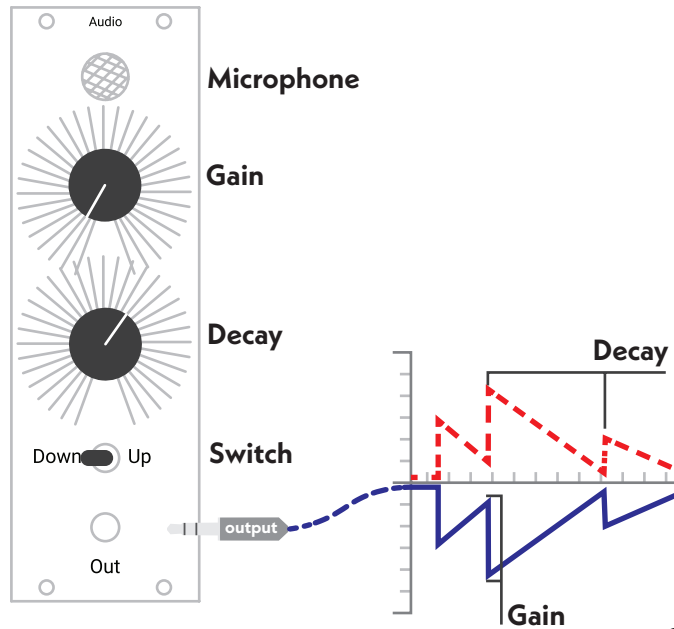 Audio
Microphone
Gain
Decay
Decay
Down Up
Switch
output
Out
Gain